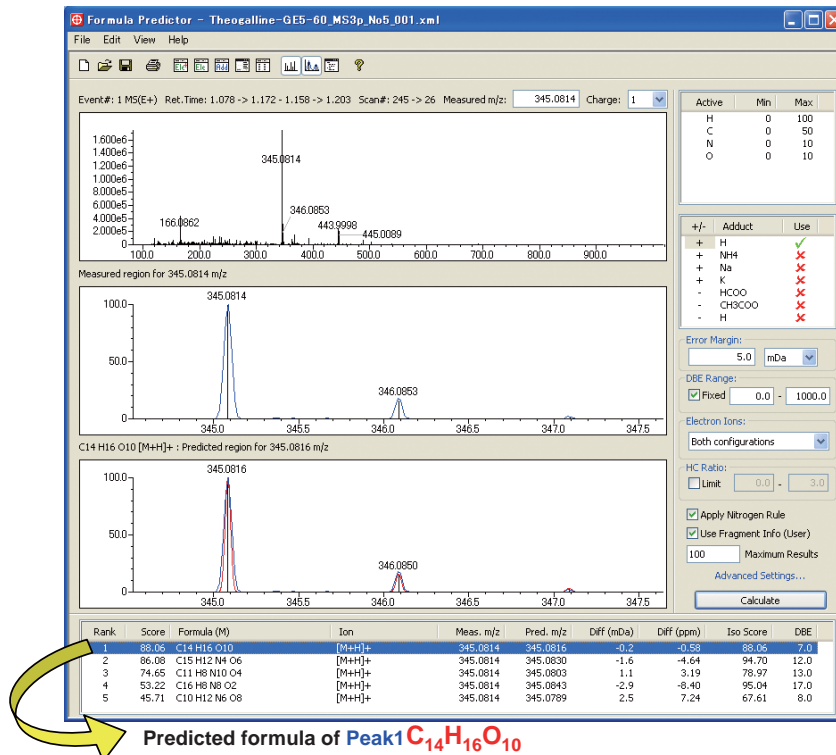 Formula Predictor - Theogalline-GE5-60_MS3p_No5_001.xml
File Edit View Help
Event#: 1 MS(E+) Ret.Time: 1.078 -> 1.172 - 1.158 -> 1.203 Scan#: 245 -> 26 Measured m/z: 345.0814 Charge: 1
1.600e6
1.400e6
1.200e6
1.000e6
8.000e5
6.000e5
4.000e5
2.000e5
0
345.0814
346.0853
166.0862
443.9998
445.0089
100.0 200.0 300.0 400.0 500.0 600.0 700.0 800.0 900.0
Measured region for 345.0814 m/z
345.0814
100.0
50.0
0
346.0853
345.0 345.5 346.0 346.5 347.0 347.5
C14 H16 O10 [M+H]+ : Predicted region for 345.0816 m/z
345.0816
100.0
50.0
0
346.0850
345.0 345.5 346.0 346.5 347.0 347.5
Active Min Max
H 0 100
C 0 50
N 0 10
O 0 10
+/- Adduct Use
+ H
+ NH4
+ Na
+ K
- HCOO
- CH3COO
- H
Error Margin:
5.0 mDa
DBE Range:
Fixed 0.0 - 1000.0
Electron Ions:
Both configurations
HC Ratio:
Limit 0.0 - 3.0
Apply Nitrogen Rule
Use Fragment Info (User)
100 Maximum Results
Advanced Settings...
Calculate
Rank Score Formula (M) Ion Meas. m/z Pred. m/z Diff (mDa) Diff (ppm) Iso Score DBE
1 88.06 C14 H16 O10 [M+H]+ 345.0814 345.0816 -0.2 -0.58 88.06 7.0
2 86.08 C15 H12 N4 O6 [M+H]+ 345.0814 345.0830 -1.6 -4.64 94.70 12.0
3 74.65 C11 H8 N10 O4 [M+H]+ 345.0814 345.0803 1.1 3.19 78.97 13.0
4 53.22 C16 H8 N8 O2 [M+H]+ 345.0814 345.0843 -2.9 -8.40 95.04 17.0
5 45.71 C10 H12 N6 O8 [M+H]+ 345.0814 345.0789 2.5 7.24 67.61 8.0
Predicted formula of Peak1 C14H16O10